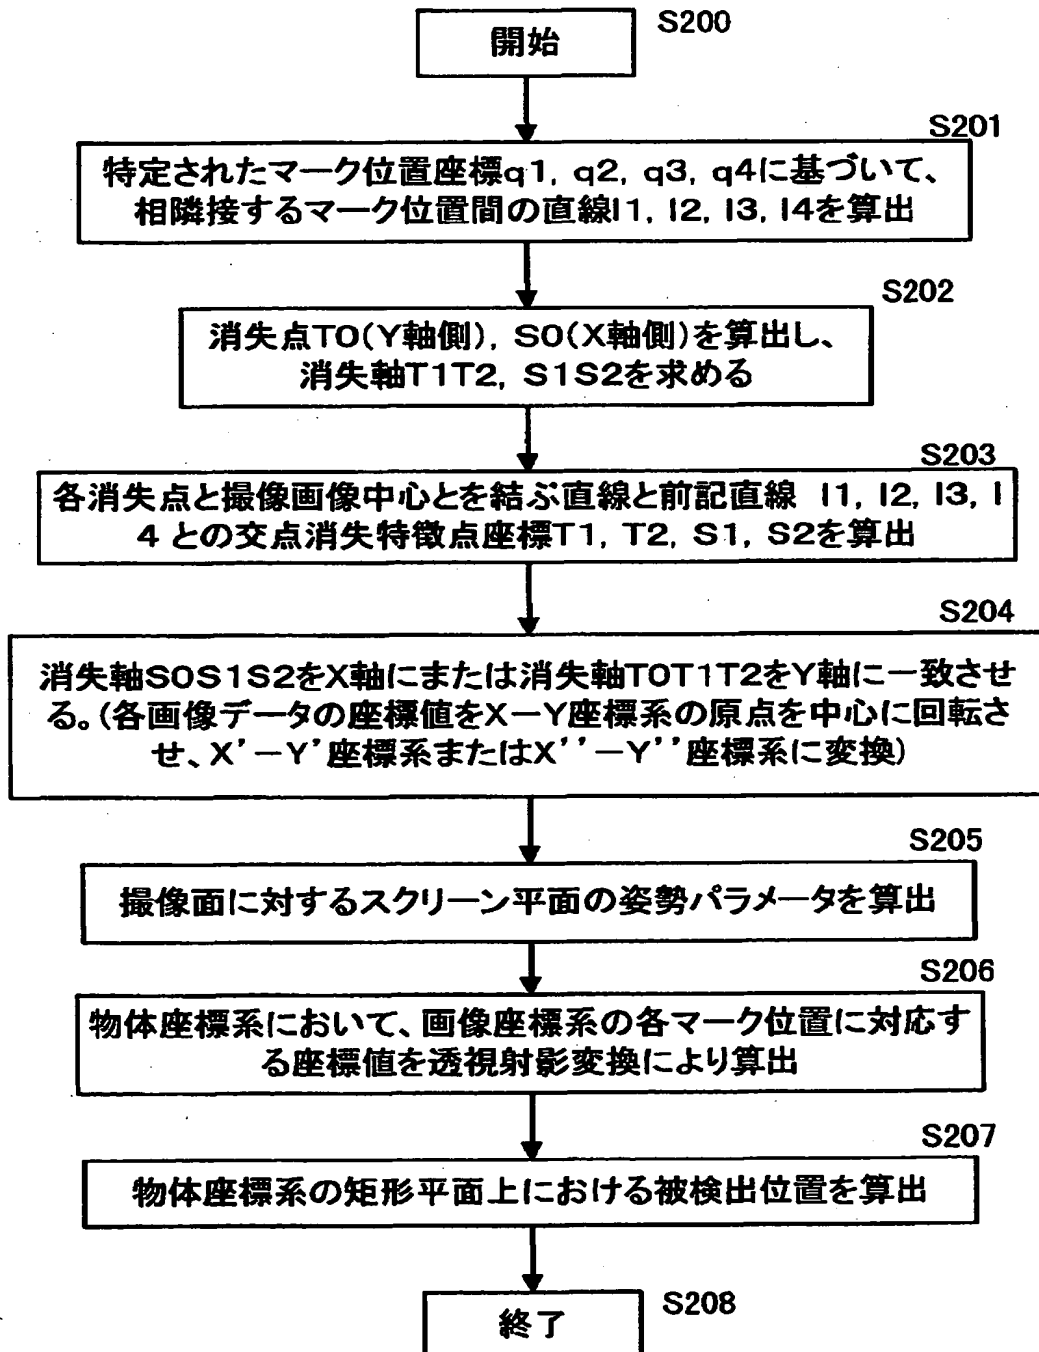 S200
開始
S201
特定されたマーク位置座標q1, q2, q3, q4に基づいて、
相隣接するマーク位置間の直線l1, l2, l3, l4を算出
S202
消失点T0(Y軸側), S0(X軸側)を算出し、
消失軸T1T2, S1S2を求める
S203
各消失点と撮像画像中心とを結ぶ直線と前記直線 l1, l2, l3, l
4 との交点消失特徴点座標T1, T2, S1, S2を算出
S204
消失軸S0S1S2をX軸にまたは消失軸T0T1T2をY軸に一致させ
る。(各画像データの座標値をX－Y座標系の原点を中心に回転さ
せ、X'－Y'座標系またはX''－Y''座標系に変換)
S205
撮像面に対するスクリーン平面の姿勢パラメータを算出
S206
物体座標系において、画像座標系の各マーク位置に対応す
る座標値を透視射影変換により算出
S207
物体座標系の矩形平面上における被検出位置を算出
S208
終了